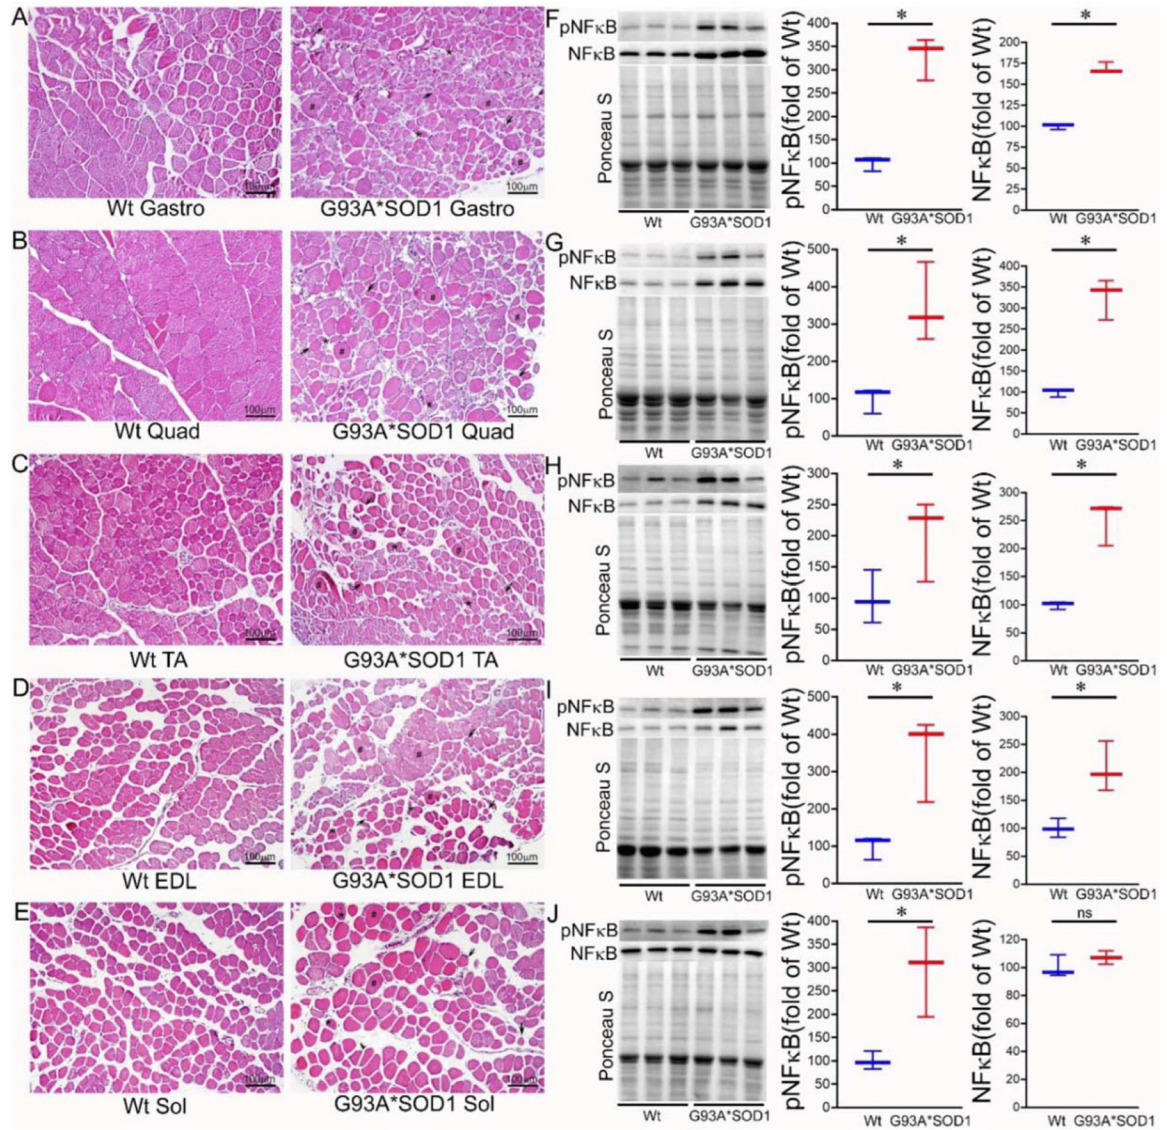 A
100μm
Wt Gastro
* # #
100μm
G93A*SOD1 Gastro
B
100μm
Wt Quad
# # * # *
100μm
G93A*SOD1 Quad
C
100μm
Wt TA
# * # # *
100μm
G93A*SOD1 TA
D
100μm
Wt EDL
# # # *
100μm
G93A*SOD1 EDL
E
100μm
Wt Sol
* # # *
100μm
G93A*SOD1 Sol
F
pNFκB
NFκB
Ponceau S
Wt G93A*SOD1
pNFκB(fold of Wt)
400
350
300
250
200
150
100
50
0
*
Wt G93A*SOD1
NFκB(fold of Wt)
200
175
150
125
100
75
50
25
0
*
Wt G93A*SOD1
G
pNFκB
NFκB
Ponceau S
Wt G93A*SOD1
pNFκB(fold of Wt)
500
400
300
200
100
0
*
Wt G93A*SOD1
NFκB(fold of Wt)
400
350
300
250
200
150
100
50
0
*
Wt G93A*SOD1
H
pNFκB
NFκB
Ponceau S
Wt G93A*SOD1
pNFκB(fold of Wt)
300
250
200
150
100
50
0
*
Wt G93A*SOD1
NFκB(fold of Wt)
300
250
200
150
100
50
0
*
Wt G93A*SOD1
I
pNFκB
NFκB
Ponceau S
Wt G93A*SOD1
pNFκB(fold of Wt)
500
400
300
200
100
0
*
Wt G93A*SOD1
NFκB(fold of Wt)
300
250
200
150
100
50
0
*
Wt G93A*SOD1
J
pNFκB
NFκB
Ponceau S
Wt G93A*SOD1
pNFκB(fold of Wt)
400
350
300
250
200
150
100
50
0
*
Wt G93A*SOD1
NFκB(fold of Wt)
120
100
80
60
40
20
0
ns
Wt G93A*SOD1